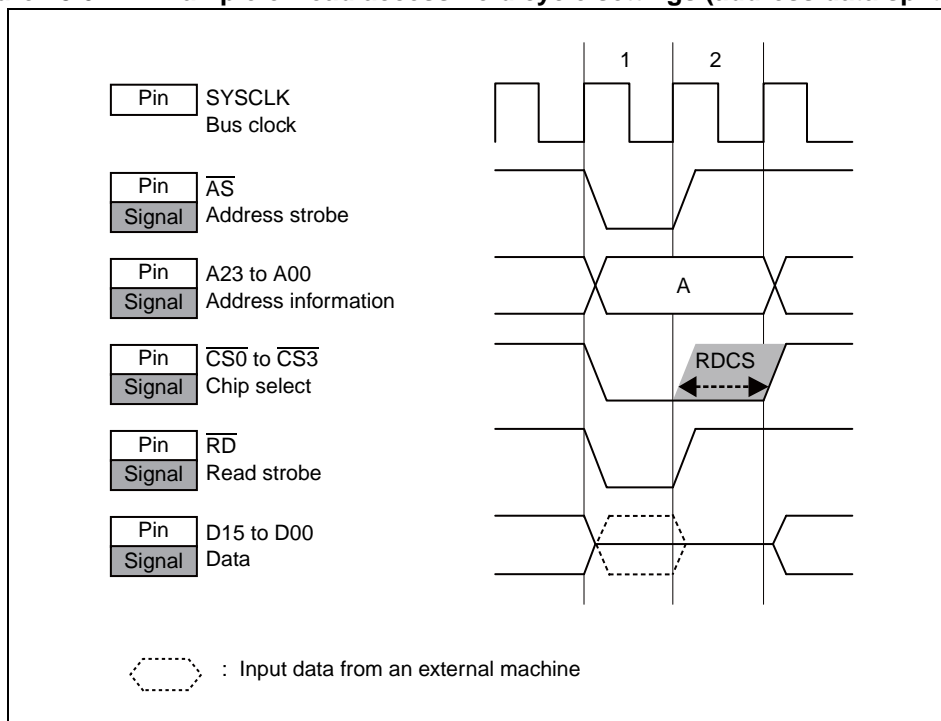 1 2
Pin SYSCLK
Bus clock
Pin AS
Signal Address strobe
Pin A23 to A00
Signal Address information
A
Pin CS0 to CS3
Signal Chip select
RDCS
Pin RD
Signal Read strobe
Pin D15 to D00
Signal Data
: Input data from an external machine